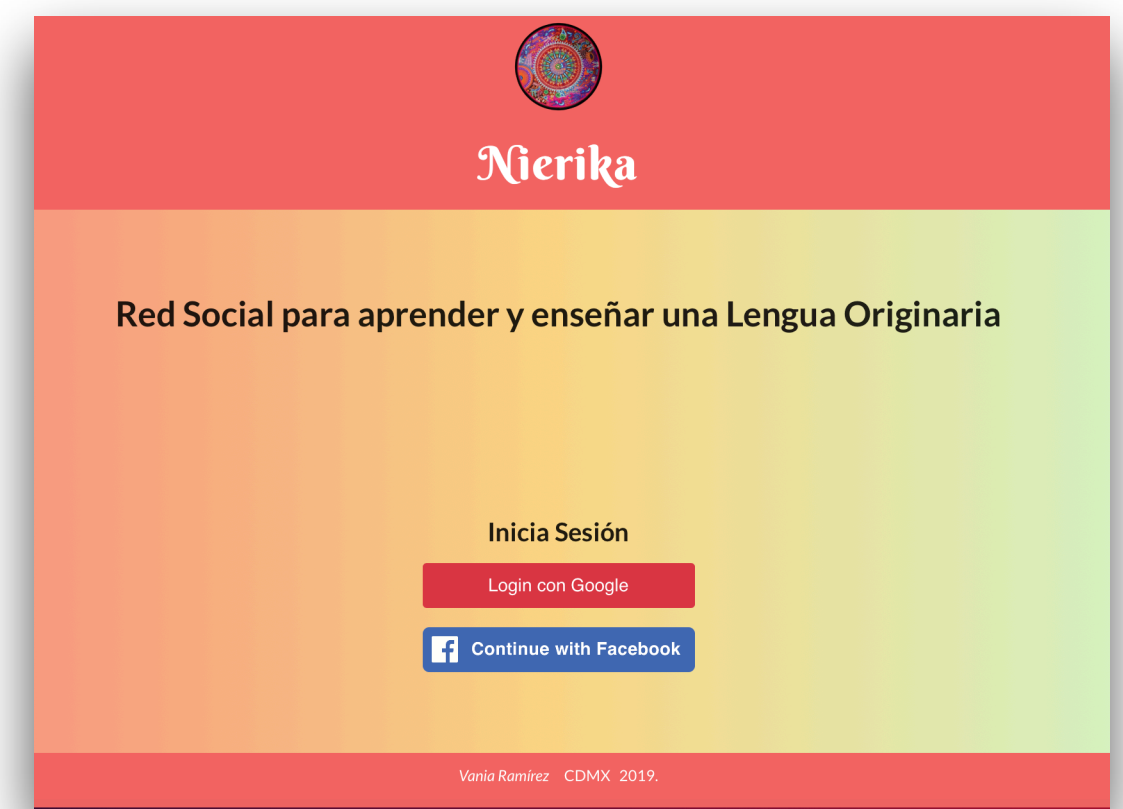 Nierika
Red Social para aprender y enseñar una Lengua Originaria
Inicia Sesión
Login con Google
Continue with Facebook
Vania Ramírez CDMX 2019.